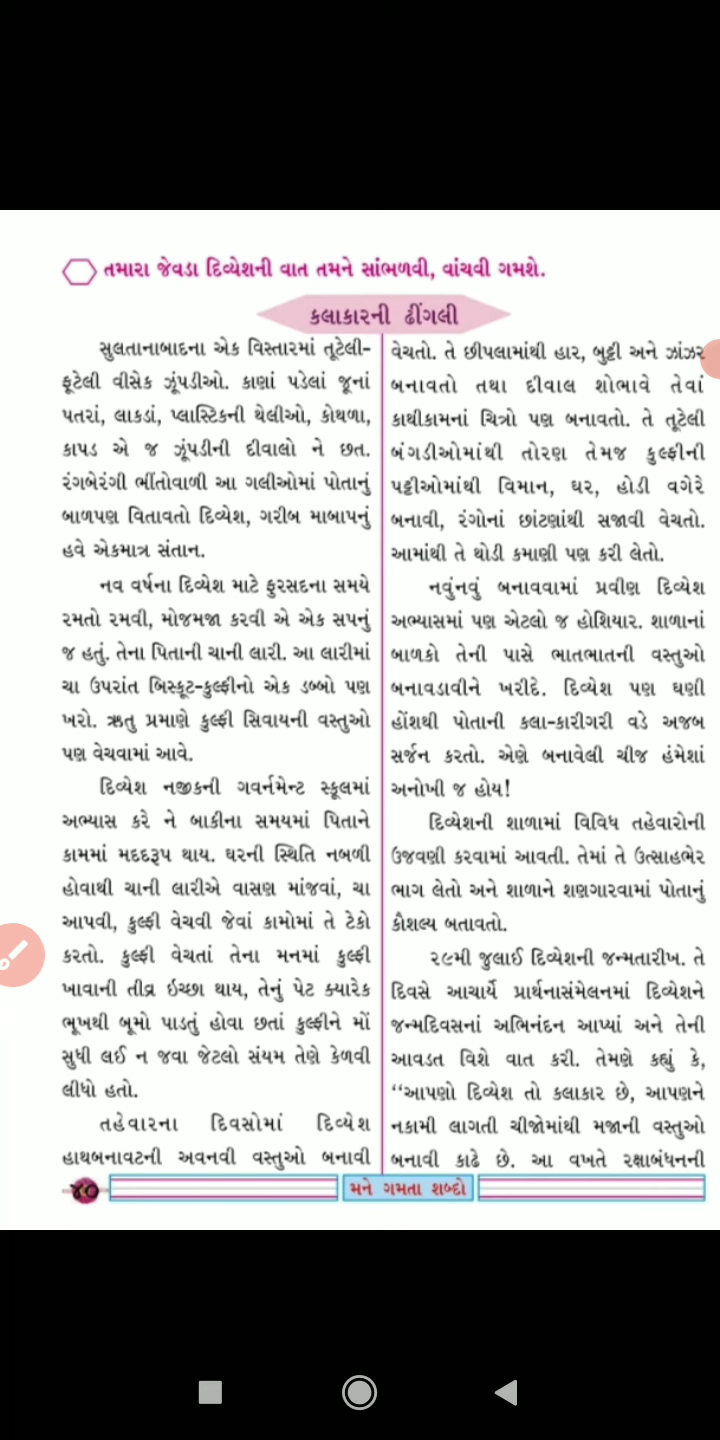 તમારા જેવડા દિવ્યેશની વાત તમને સાંભળવી, વાંચવી ગમશે.
કલાકારની ઢીંગલી
સુલતાનાબાદના એક વિસ્તારમાં તૂટેલી-
ફૂટેલી વીસેક ઝૂંપડીઓ. કાણાં પડેલાં જૂનાં
પતરાં, લાકડાં, પ્લાસ્ટિકની થેલીઓ, કોથળા,
કાપડ એ જ ઝૂંપડીની દીવાલો ને છત.
રંગબેરંગી ભીંતોવાળી આ ગલીઓમાં પોતાનું
બાળપણ વિતાવતો દિવ્યેશ, ગરીબ માબાપનું
હવે એકમાત્ર સંતાન.
નવ વર્ષના દિવ્યેશ માટે ફુરસદના સમયે
રમતો રમવી, મોજમજા કરવી એ એક સપનું
જ હતું. તેના પિતાની ચાની લારી. આ લારીમાં
ચા ઉપરાંત બિસ્કૂટ-કુલ્ફીનો એક ડબ્બો પણ
ખરો. ઋતુ પ્રમાણે કુલ્ફી સિવાયની વસ્તુઓ
પણ વેચવામાં આવે.
દિવ્યેશ નજીકની ગવર્નમેન્ટ સ્કૂલમાં
અભ્યાસ કરે ને બાકીના સમયમાં પિતાને
કામમાં મદદરૂપ થાય. ઘરની સ્થિતિ નબળી
હોવાથી ચાની લારીએ વાસણ માંજવાં, ચા
આપવી, કુલ્ફી વેચવી જેવાં કામોમાં તે ટેકો
કરતો. કુલ્ફી વેચતાં તેના મનમાં કુલ્ફી
ખાવાની તીવ્ર ઇચ્છા થાય, તેનું પેટ ક્યારેક
ભૂખથી બૂમો પાડતું હોવા છતાં કુલ્ફીને મોં
સુધી લઈ ન જવા જેટલો સંયમ તેણે કેળવી
લીધો હતો.
તહેવારના દિવસોમાં દિવ્યેશ
હાથબનાવટની અવનવી વસ્તુઓ બનાવી
વેચતો. તે છીપલામાંથી હાર, બુટ્ટી અને ઝાંઝર
બનાવતો તથા દીવાલ શોભાવે તેવાં
કાથીકામનાં ચિત્રો પણ બનાવતો. તે તૂટેલી
બંગડીઓમાંથી તોરણ તેમજ કુલ્ફીની
પટ્ટીઓમાંથી વિમાન, ઘર, હોડી વગેરે
બનાવી, રંગોનાં છાંટણાંથી સજાવી વેચતો.
આમાંથી તે થોડી કમાણી પણ કરી લેતો.
નવુંનવું બનાવવામાં પ્રવીણ દિવ્યેશ
અભ્યાસમાં પણ એટલો જ હોશિયાર. શાળાનાં
બાળકો તેની પાસે ભાતભાતની વસ્તુઓ
બનાવડાવીને ખરીદે. દિવ્યેશ પણ ઘણી
હોંશથી પોતાની કલા-કારીગરી વડે અજબ
સર્જન કરતો. એણે બનાવેલી ચીજ હંમેશાં
અનોખી જ હોય!
દિવ્યેશની શાળામાં વિવિધ તહેવારોની
ઉજવણી કરવામાં આવતી. તેમાં તે ઉત્સાહભેર
ભાગ લેતો અને શાળાને શણગારવામાં પોતાનું
કૌશલ્ય બતાવતો.
૨૯મી જુલાઈ દિવ્યેશની જન્મતારીખ. તે
દિવસે આચાર્યે પ્રાર્થનાસંમેલનમાં દિવ્યેશને
જન્મદિવસનાં અભિનંદન આપ્યાં અને તેની
આવડત વિશે વાત કરી. તેમણે કહ્યું કે,
“આપણો દિવ્યેશ તો કલાકાર છે, આપણને
નકામી લાગતી ચીજોમાંથી મજાની વસ્તુઓ
બનાવી કાઢે છે. આ વખતે રક્ષાબંધનની
૪૦
મને ગમતા શબ્દો